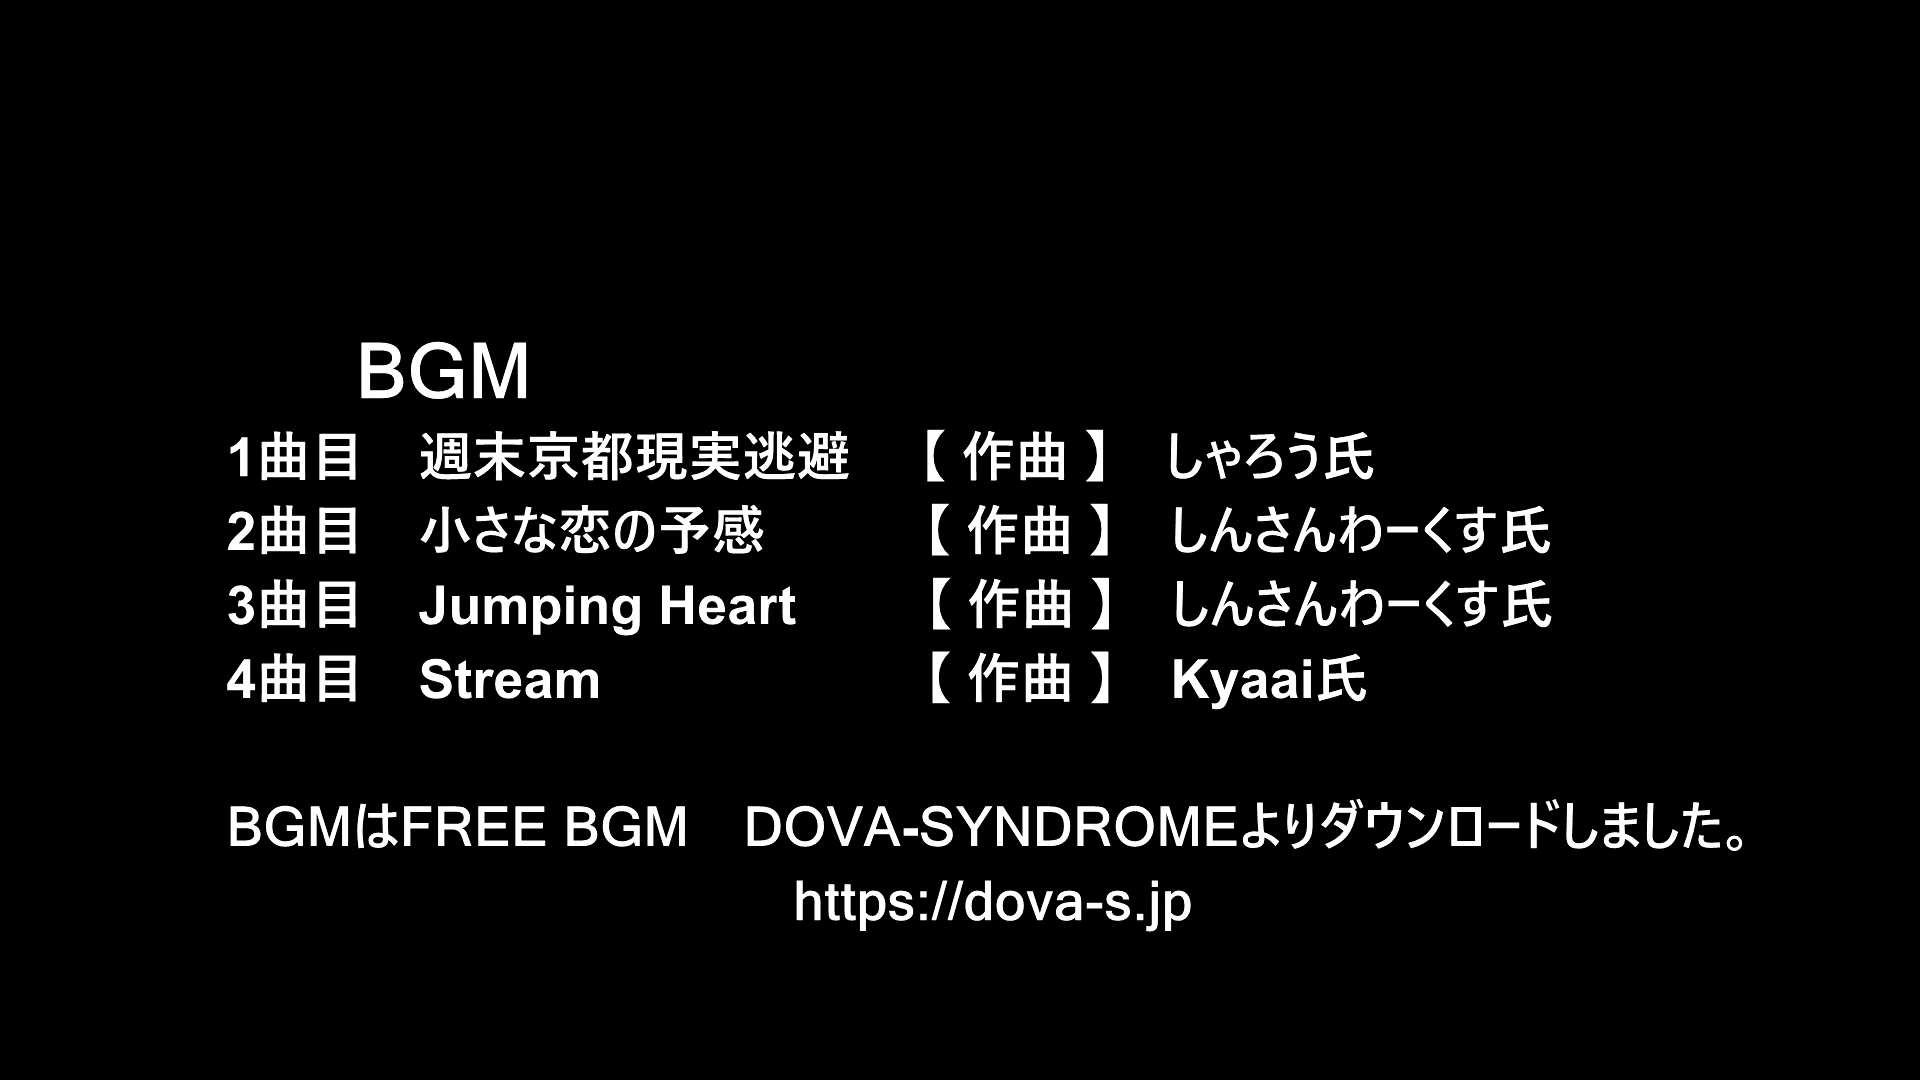 BGM
1曲目　週末京都現実逃避　【 作曲 】　しゃろう氏
2曲目　小さな恋の予感　【 作曲 】　しんさんわーくす氏
3曲目　Jumping Heart　【 作曲 】　しんさんわーくす氏
4曲目　Stream　【 作曲 】　Kyaai氏
BGMはFREE BGM　DOVA-SYNDROMEよりダウンロードしました。
https://dova-s.jp